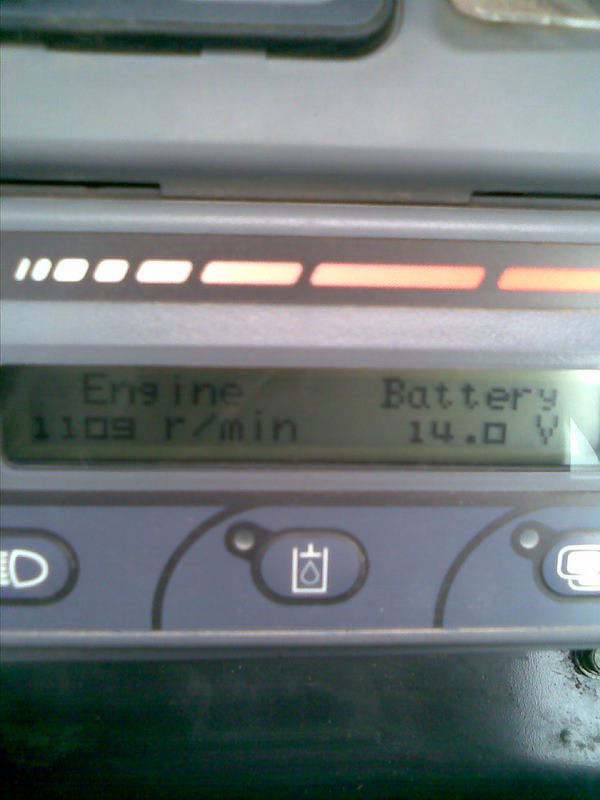 Engine Battery
1109 r/min 14.0 V